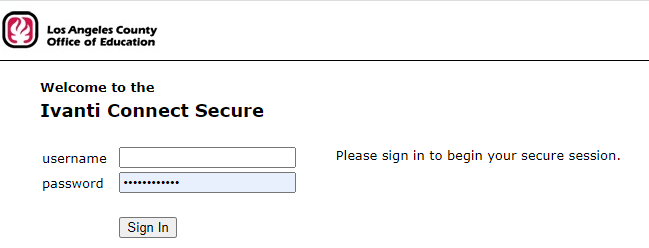 Los Angeles County
Office of Education
Welcome to the
Ivanti Connect Secure
username
Please sign in to begin your secure session.
password ••••••••••••
Sign In